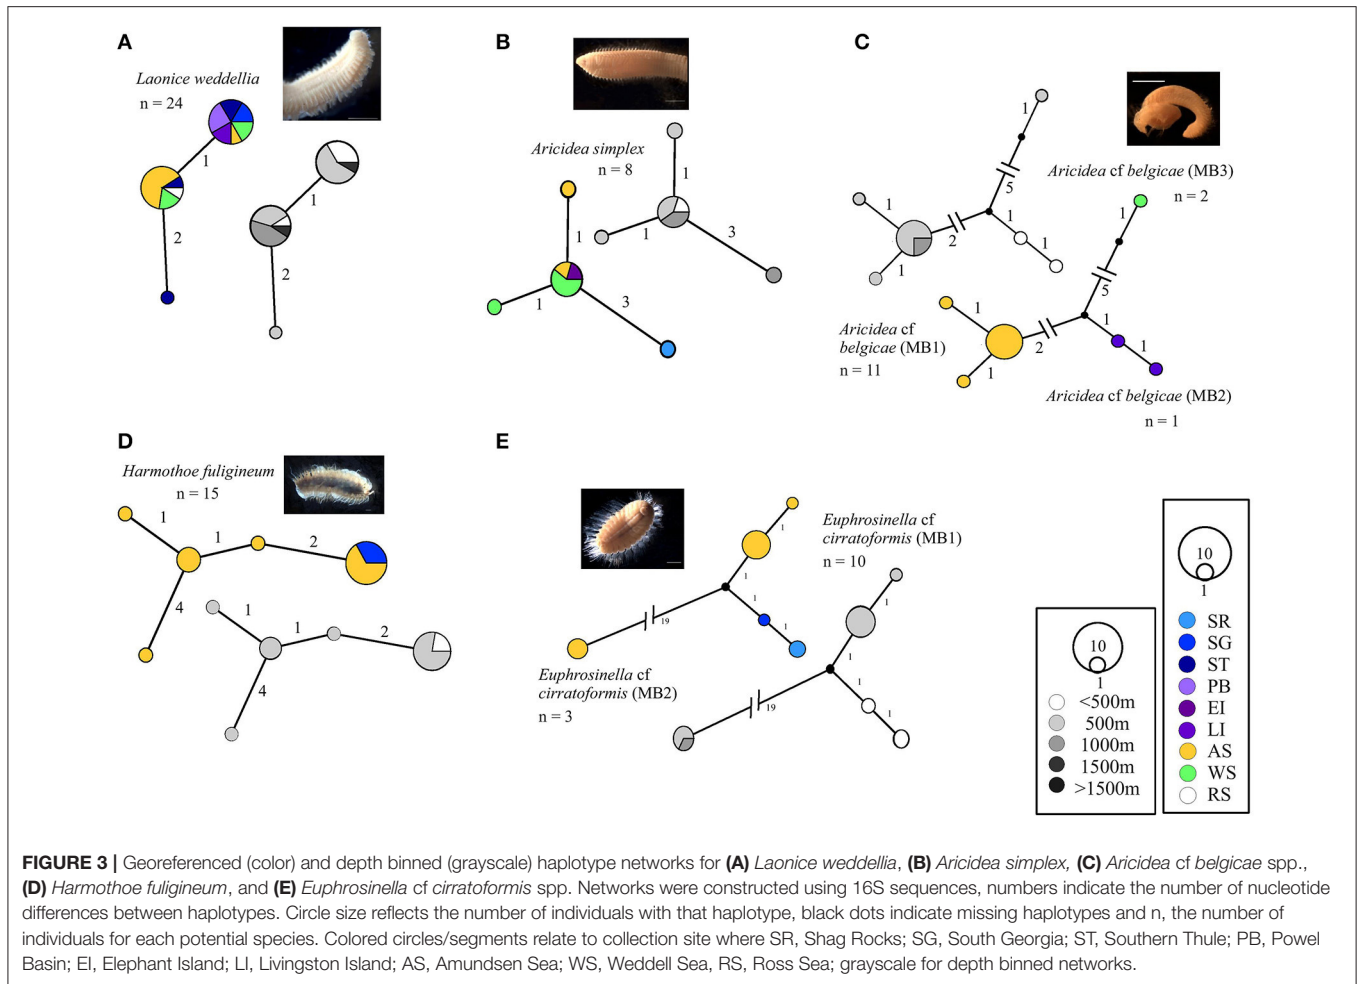 A
Laonice weddellia
n = 24
1
2
1
2
B
Aricidea simplex
n = 8
1
1
3
1
1
3
C
1
5
1
1
2
1
1
Aricidea cf belgicae (MB3)
n = 2
1
5
1
1
2
1
1
Aricidea cf
belgicae (MB1)
n = 11
Aricidea cf belgicae (MB2)
n = 1
D
Harmothoe fuligineum
n = 15
1
1
2
4
1
1
2
4
E
Euphrosinella cf
cirratoformis (MB1)
n = 10
1
1
1
1
19
Euphrosinella cf
cirratoformis (MB2)
n = 3
1
1
1
1
19
10
1
<500m
500m
1000m
1500m
>1500m
10
1
SR
SG
ST
PB
EI
LI
AS
WS
RS
FIGURE 3 | Georeferenced (color) and depth binned (grayscale) haplotype networks for (A) Laonice weddellia, (B) Aricidea simplex, (C) Aricidea cf belgicae spp.,
(D) Harmothoe fuligineum, and (E) Euphrosinella cf cirratoformis spp. Networks were constructed using 16S sequences, numbers indicate the number of nucleotide
differences between haplotypes. Circle size reflects the number of individuals with that haplotype, black dots indicate missing haplotypes and n, the number of
individuals for each potential species. Colored circles/segments relate to collection site where SR, Shag Rocks; SG, South Georgia; ST, Southern Thule; PB, Powel
Basin; EI, Elephant Island; LI, Livingston Island; AS, Amundsen Sea; WS, Weddell Sea, RS, Ross Sea; grayscale for depth binned networks.